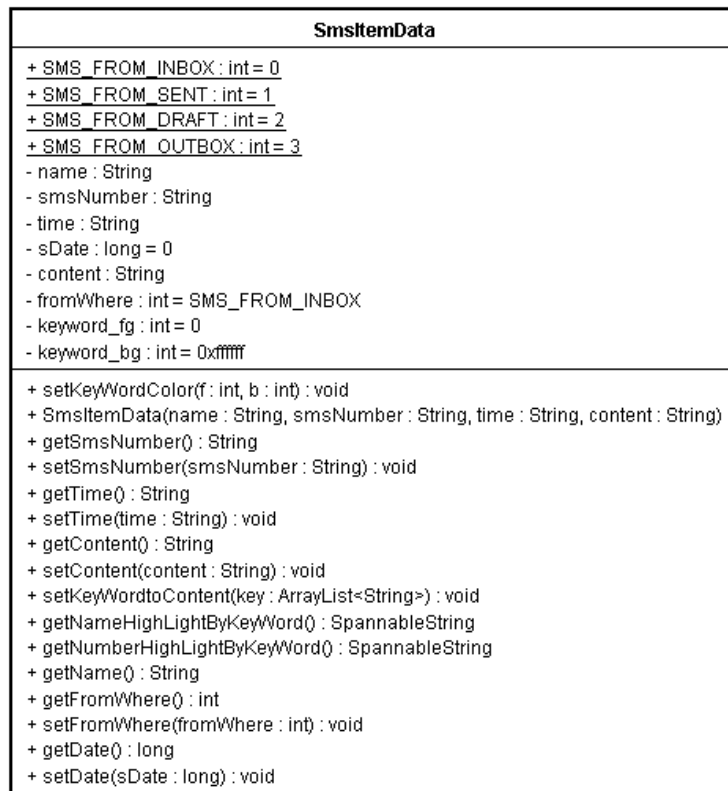 SmsItemData
+ SMS_FROM_INBOX : int = 0
+ SMS_FROM_SENT : int = 1
+ SMS_FROM_DRAFT : int = 2
+ SMS_FROM_OUTBOX : int = 3
- name : String
- smsNumber : String
- time : String
- sDate : long = 0
- content : String
- fromWhere : int = SMS_FROM_INBOX
- keyword_fg : int = 0
- keyword_bg : int = 0xffffff
+ setKeyWordColor(f : int, b : int) : void
+ SmsItemData(name : String, smsNumber : String, time : String, content : String)
+ getSmsNumber() : String
+ setSmsNumber(smsNumber : String) : void
+ getTime() : String
+ setTime(time : String) : void
+ getContent() : String
+ setContent(content : String) : void
+ setKeyWordtoContent(key : ArrayList<String>) : void
+ getNameHighLightByKeyWord() : SpannableString
+ getNumberHighLightByKeyWord() : SpannableString
+ getName() : String
+ getFromWhere() : int
+ setFromWhere(fromWhere : int) : void
+ getDate() : long
+ setDate(sDate : long) : void